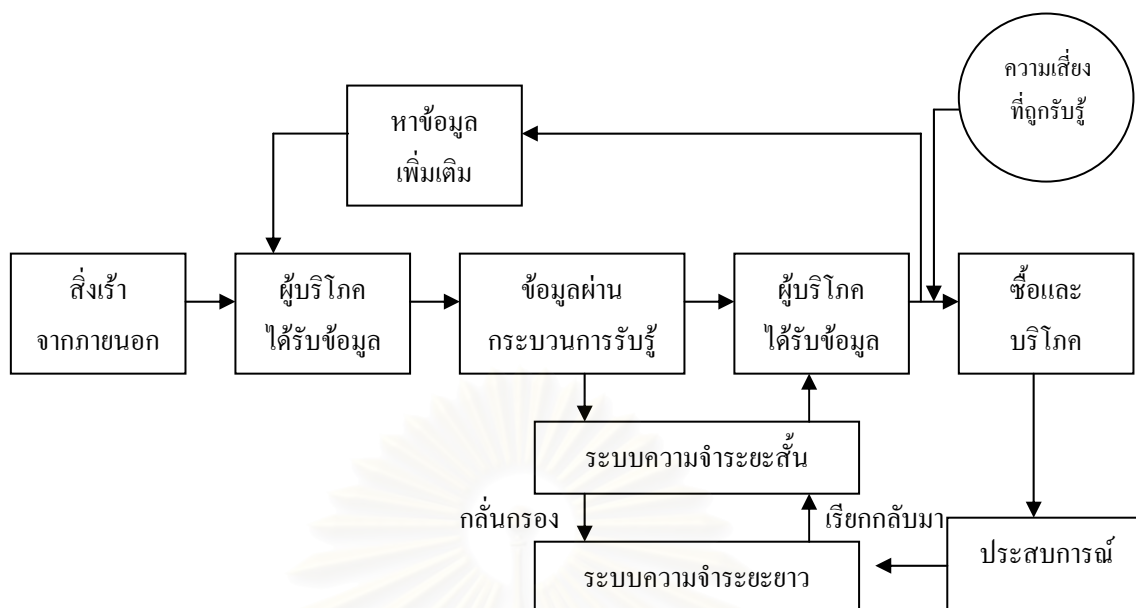 ความเสี่ยง
ที่ถูกรับรู้
หาข้อมูล
เพิ่มเติม
สิ่งเร้า
จากภายนอก
ผู้บริโภค
ได้รับข้อมูล
ข้อมูลผ่าน
กระบวนการรับรู้
ผู้บริโภค
ได้รับข้อมูล
ซื้อและ
บริโภค
ระบบความจำระยะสั้น
กลั่นกรอง
เรียกกลับมา
ระบบความจำระยะยาว
ประสบการณ์